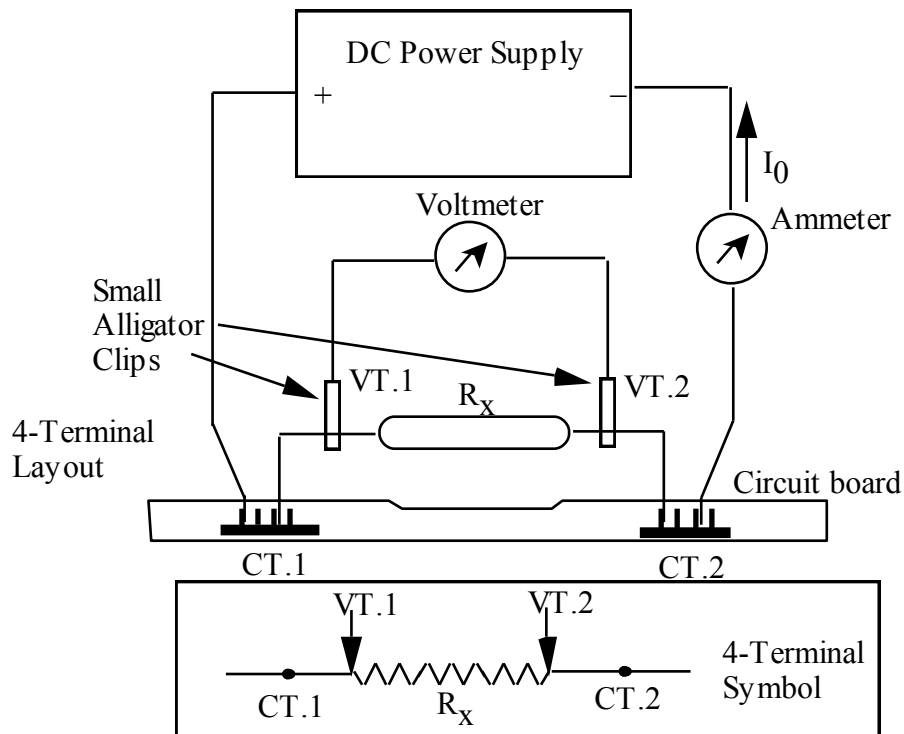 DC Power Supply
+
−
I0
Voltmeter
Ammeter
Small
Alligator
Clips
VT.1
VT.2
Rx
4-Terminal
Layout
Circuit board
CT.1
CT.2
VT.1
VT.2
4-Terminal
Symbol
CT.1
Rx
CT.2